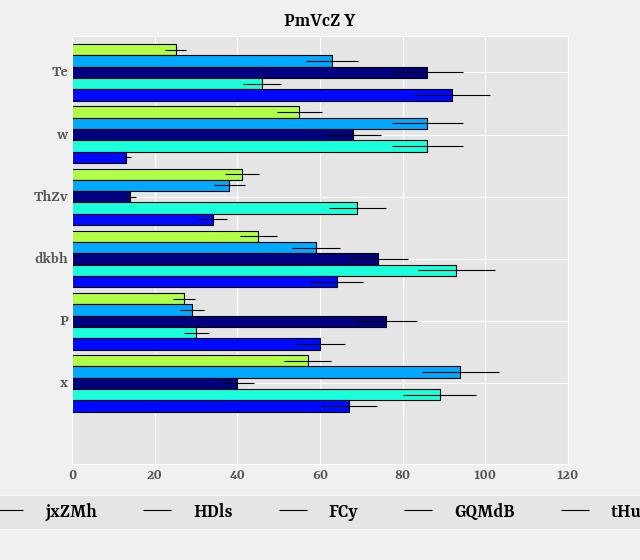 PmVcZ Y
Te
w
ThZv
dkbh
P
x
0 20 40 60 80 100 120
jxZMh HDls FCy GQMdB tHu